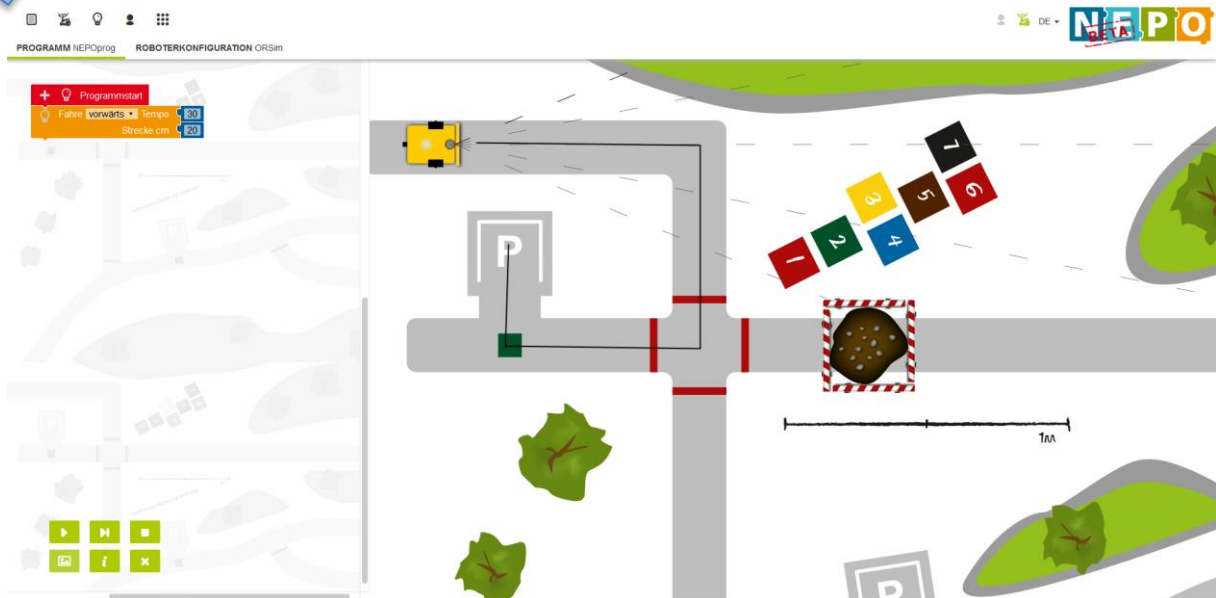 DE
NEPO
BETA
PROGRAMM NEPOprog
ROBOTERKONFIGURATION ORSim
Programmstart
Fahre vorwärts Tempo 30
Strecke cm 20
7
6
5
3
4
2
1
P
1m
P